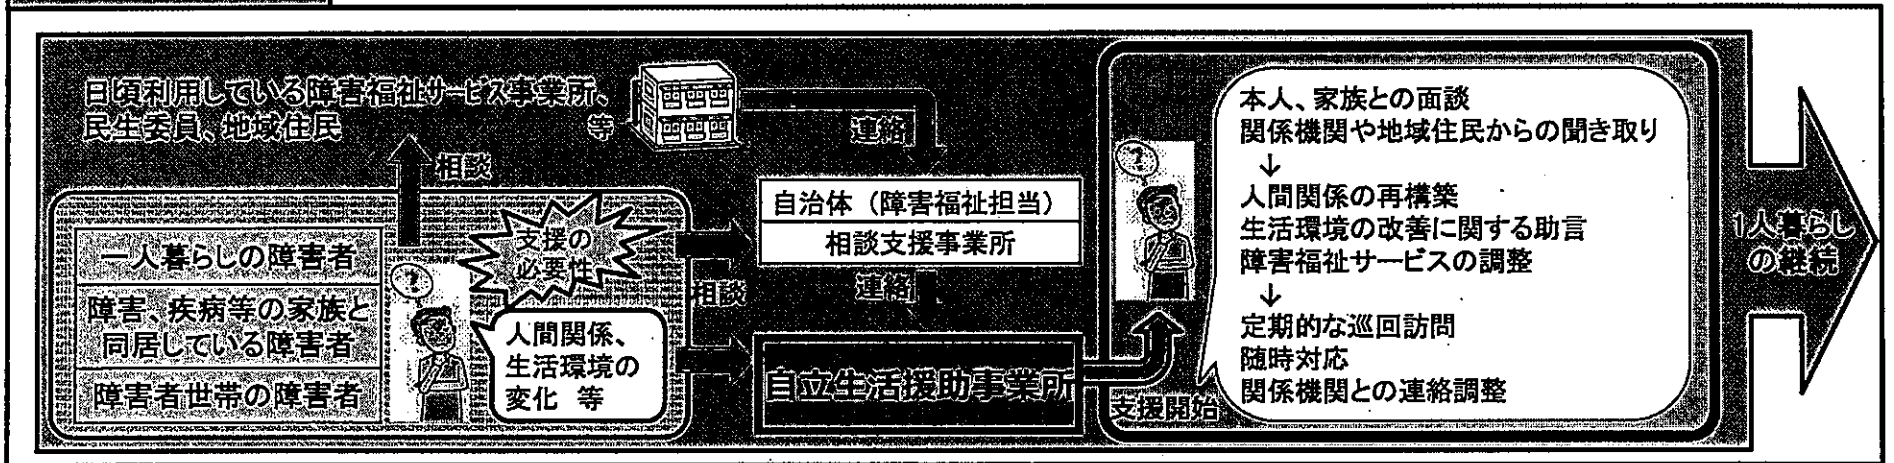 日頃利用している障害福祉サービス事業所、
民生委員、地域住民 等
連絡
相談
一人暮らしの障害者
障害、疾病等の家族と
同居している障害者
障害者世帯の障害者
?
支援の
必要性
人間関係、
生活環境の
変化 等
相談
自治体（障害福祉担当）
相談支援事業所
連絡
自立生活援助事業所
支援開始
?
本人、家族との面談
関係機関や地域住民からの聞き取り
↓
人間関係の再構築
生活環境の改善に関する助言
障害福祉サービスの調整
↓
定期的な巡回訪問
随時対応
関係機関との連絡調整
1人暮らし
の継続